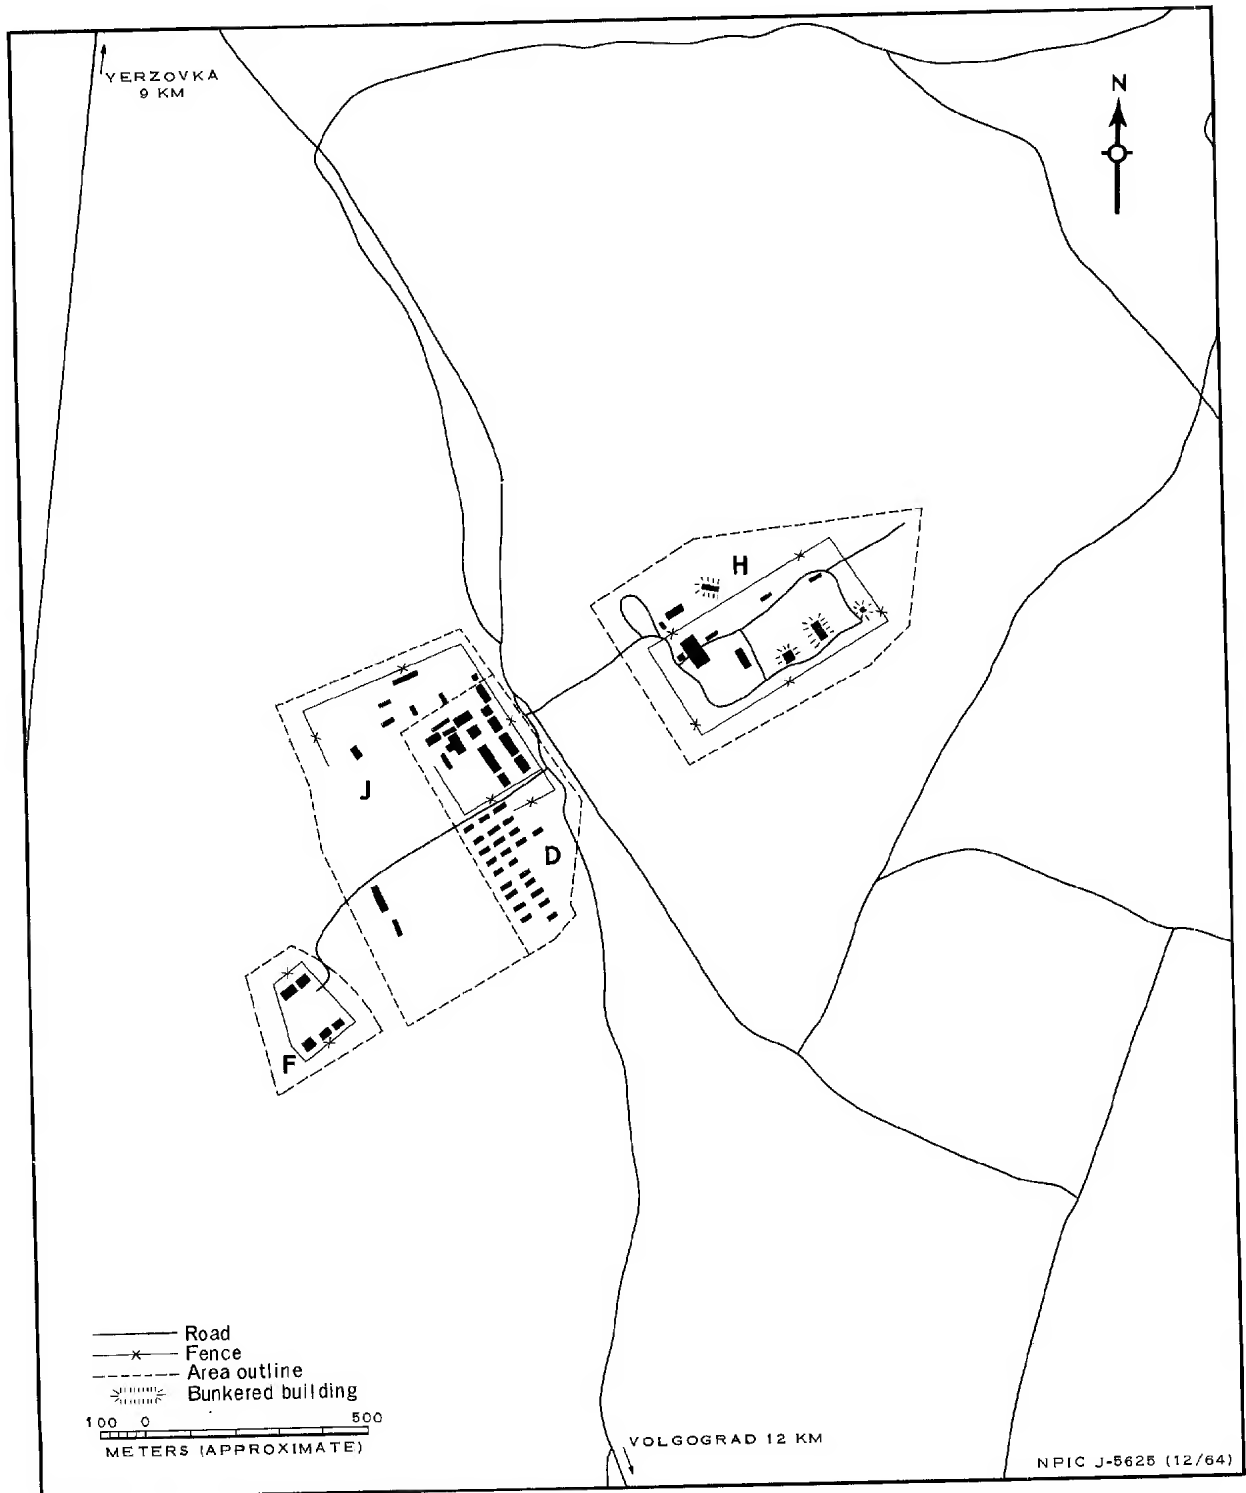 YERZOVKA
9 KM
N
H
J
D
F
Road
Fence
Area outline
Bunkered building
100 0 500
METERS (APPROXIMATE)
VOLGOGRAD 12 KM
NPIC J-5625 (12/64)